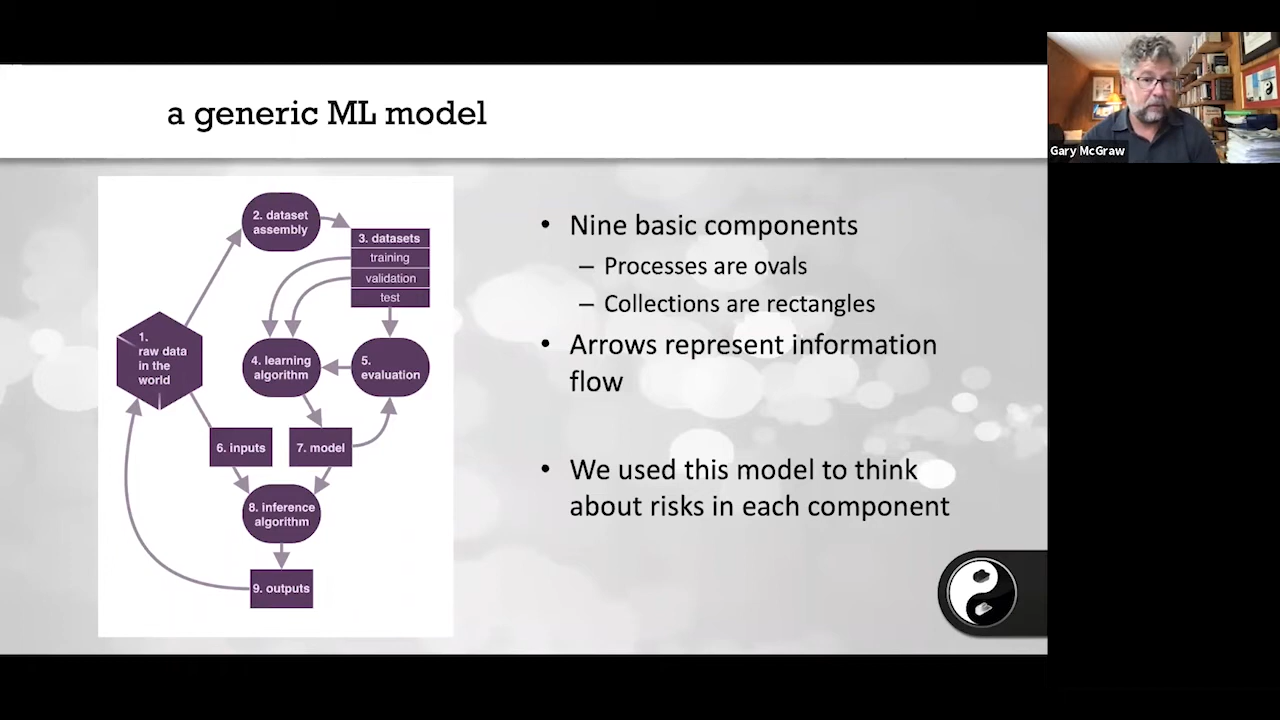 a generic ML model
Gary McGraw
2. dataset
assembly
3. datasets
training
validation
test
1.
raw data
in the
world
4. learning
algorithm
5.
evaluation
6. inputs
7. model
8. inference
algorithm
9. outputs
• Nine basic components
– Processes are ovals
– Collections are rectangles
• Arrows represent information
flow
• We used this model to think
about risks in each component